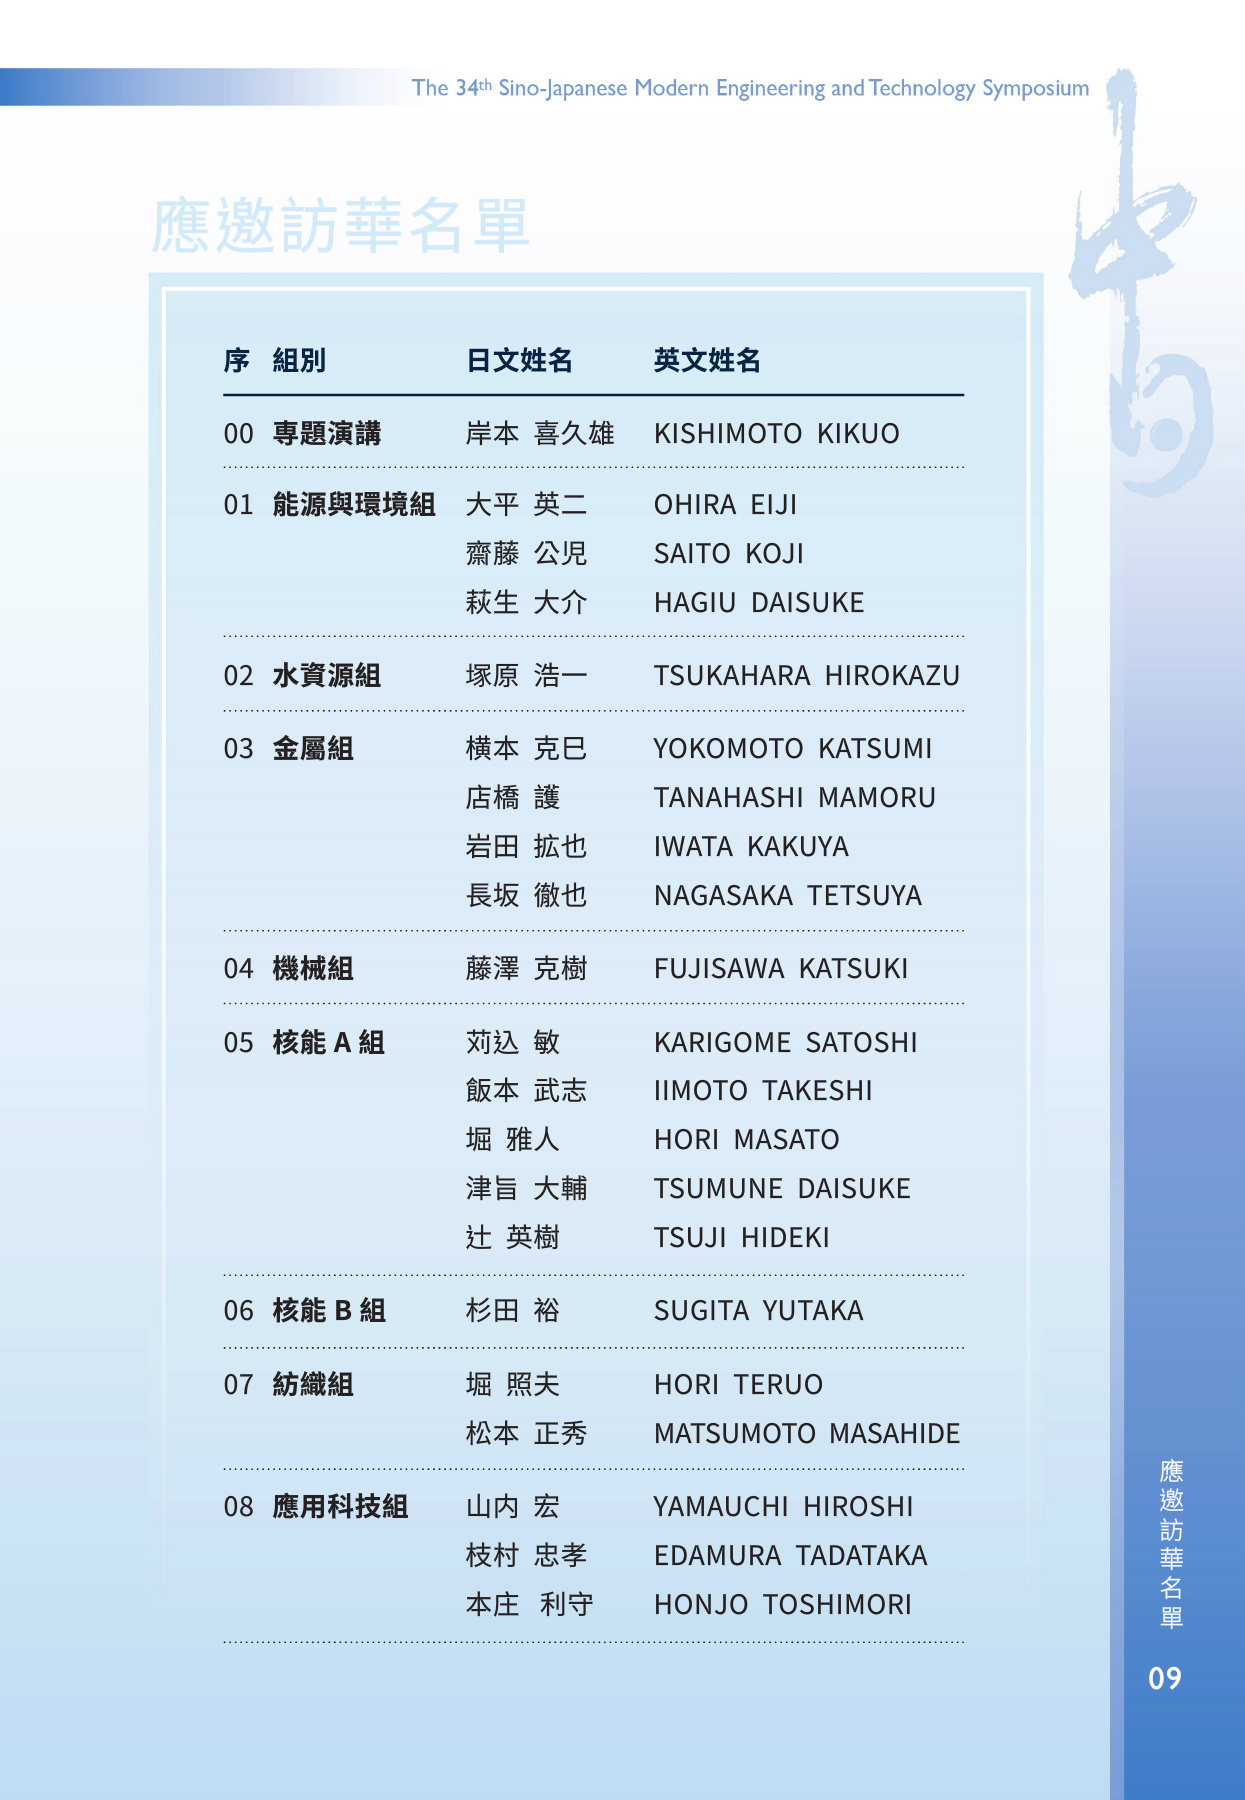 The 34th Sino-Japanese Modern Engineering and Technology Symposium
應邀訪華名單
序 組別 日文姓名 英文姓名
00 專題演講 岸本 喜久雄 KISHIMOTO KIKUO
01 能源與環境組 大平 英二 OHIRA EIJI
齋藤 公児 SAITO KOJI
萩生 大介 HAGIU DAISUKE
02 水資源組 塚原 浩一 TSUKAHARA HIROKAZU
03 金屬組 横本 克巳 YOKOMOTO KATSUMI
店橋 護 TANAHASHI MAMORU
岩田 拡也 IWATA KAKUYA
長坂 徹也 NAGASAKA TETSUYA
04 機械組 藤澤 克樹 FUJISAWA KATSUKI
05 核能 A 組 苅込 敏 KARIGOME SATOSHI
飯本 武志 IIMOTO TAKESHI
堀 雅人 HORI MASATO
津旨 大輔 TSUMUNE DAISUKE
辻 英樹 TSUJI HIDEKI
06 核能 B 組 杉田 裕 SUGITA YUTAKA
07 紡織組 堀 照夫 HORI TERUO
松本 正秀 MATSUMOTO MASAHIDE
08 應用科技組 山内 宏 YAMAUCHI HIROSHI
枝村 忠孝 EDAMURA TADATAKA
本庄 利守 HONJO TOSHIMORI
應邀訪華名單
09